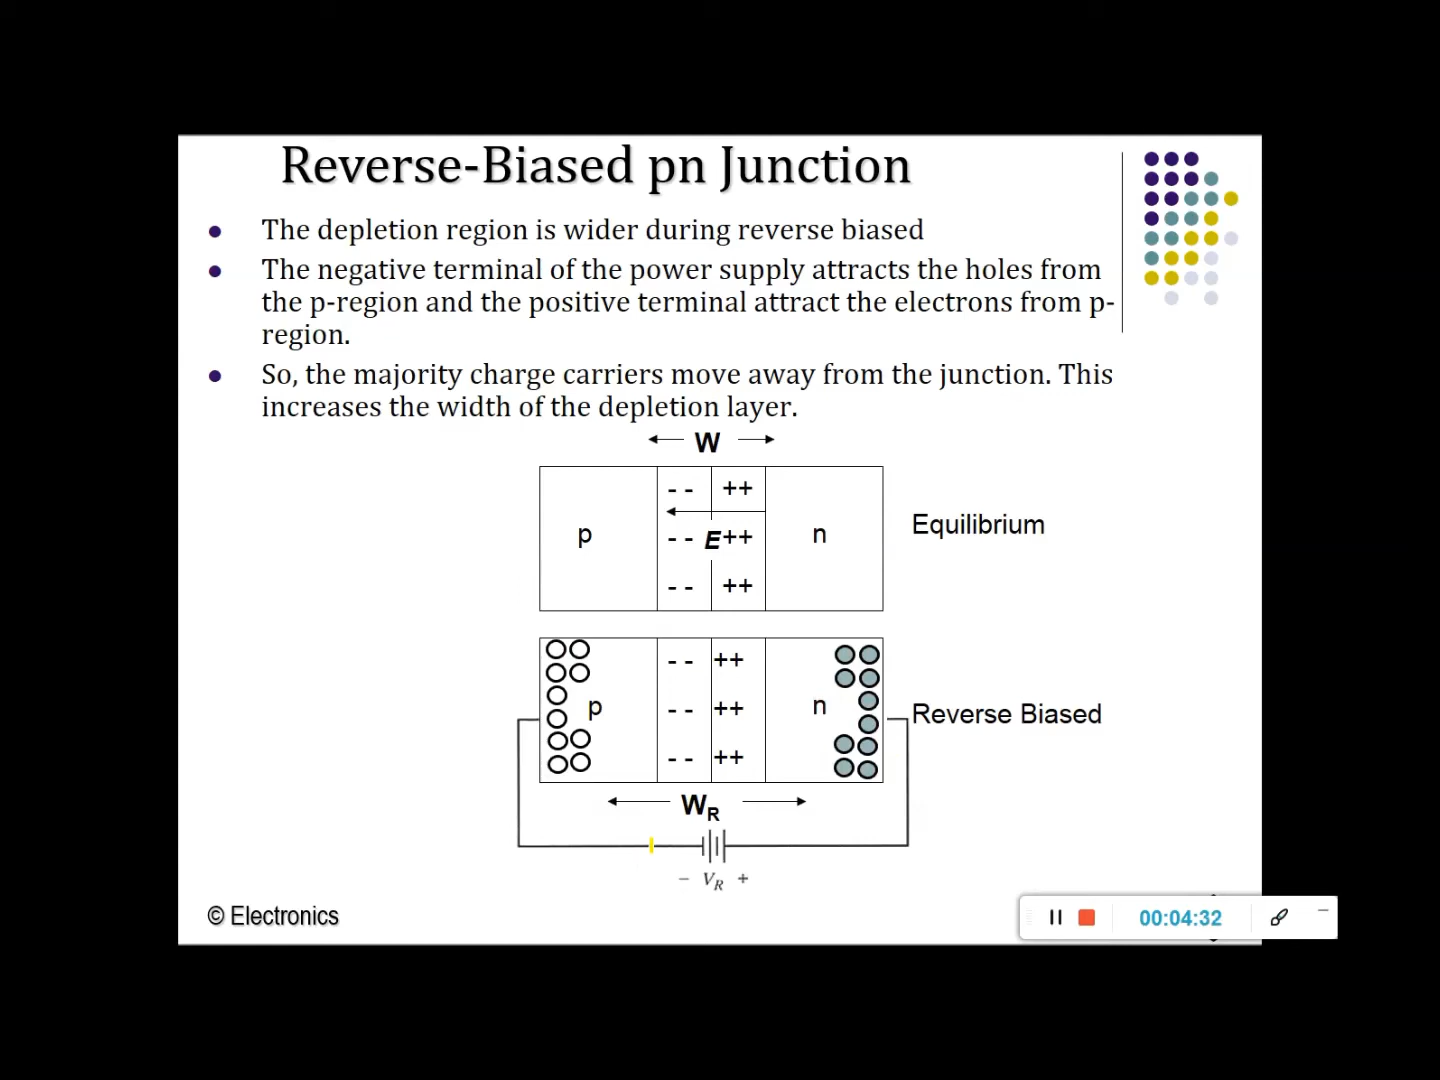 Reverse-Biased pn Junction
The depletion region is wider during reverse biased
The negative terminal of the power supply attracts the holes from
the p-region and the positive terminal attract the electrons from p-
region.
So, the majority charge carriers move away from the junction. This
increases the width of the depletion layer.
W
- - ++
p - - E ++ n Equilibrium
- - ++
- - ++
p - - ++ n Reverse Biased
- - ++
WR
− VR +
© Electronics
00:04:32